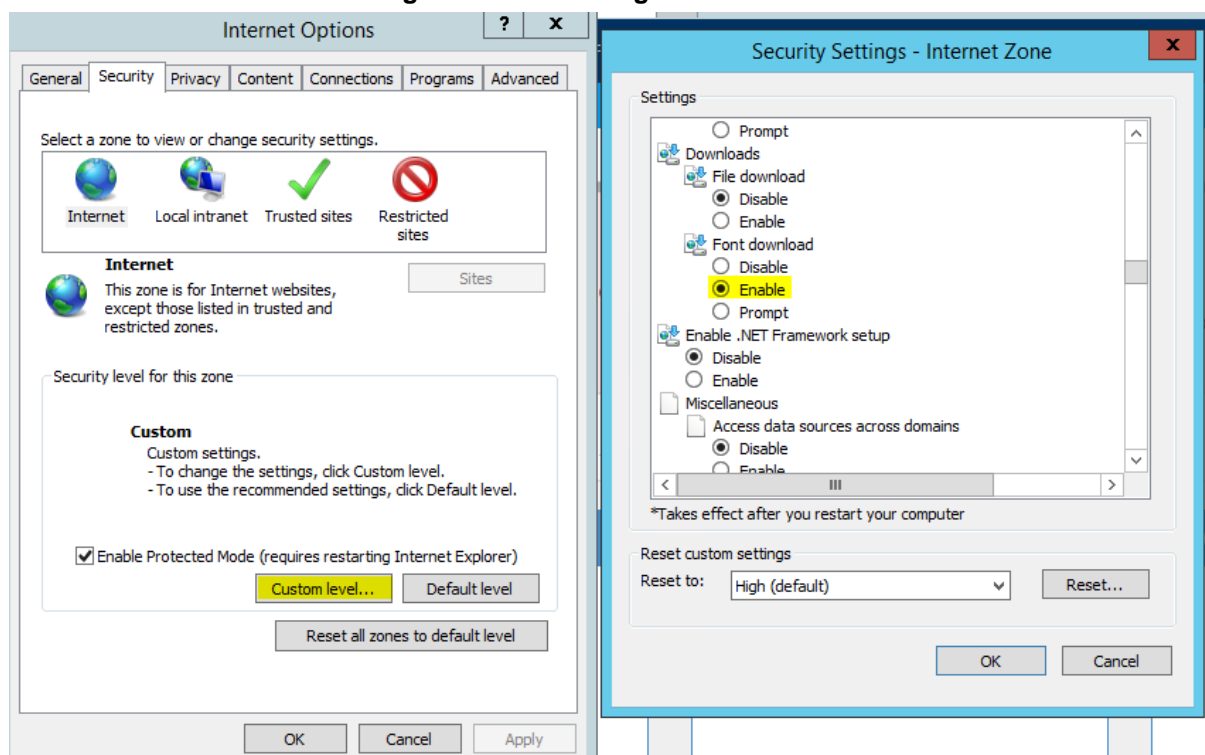 Internet Options
? x
General Security Privacy Content Connections Programs Advanced
Select a zone to view or change security settings.
Internet
Local intranet
Trusted sites
Restricted
sites
Internet
This zone is for Internet websites,
except those listed in trusted and
restricted zones.
Sites
Security level for this zone
Custom
Custom settings.
- To change the settings, click Custom level.
- To use the recommended settings, click Default level.
Enable Protected Mode (requires restarting Internet Explorer)
Custom level... Default level
Reset all zones to default level
OK Cancel Apply
Security Settings - Internet Zone
x
Settings
Prompt
Downloads
File download
Disable
Enable
Font download
Disable
Enable
Prompt
Enable .NET Framework setup
Disable
Enable
Miscellaneous
Access data sources across domains
Disable
Enable
*Takes effect after you restart your computer
Reset custom settings
Reset to: High (default) Reset...
OK Cancel